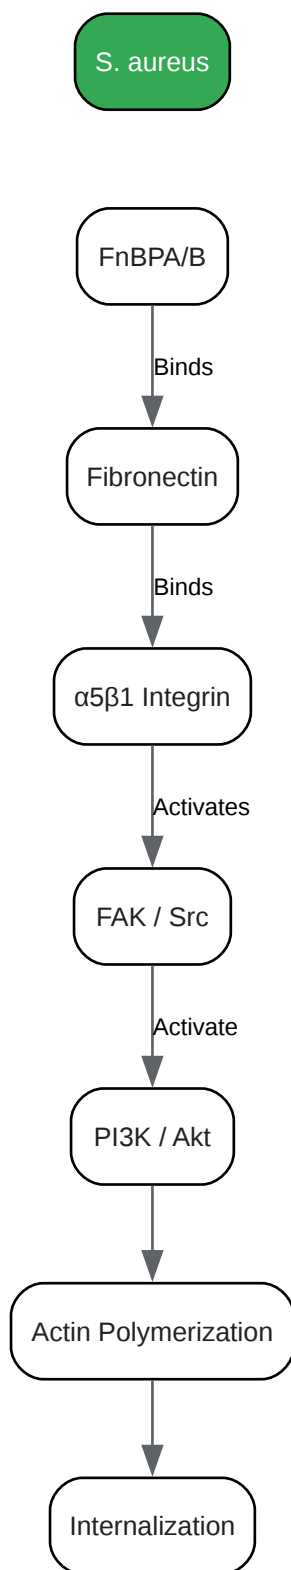 S. aureus
FnBPA/B
Binds
Fibronectin
Binds
α5β1 Integrin
Activates
FAK / Src
Activate
PI3K / Akt
Actin Polymerization
Internalization